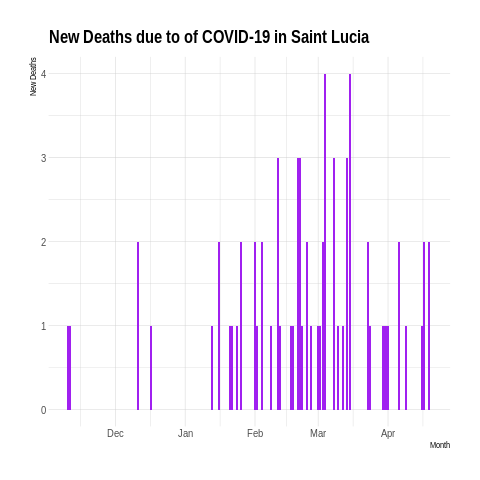 New Deaths due to of COVID-19 in Saint Lucia
New Deaths
4
3
2
1
0
Dec Jan Feb Mar Apr
Month